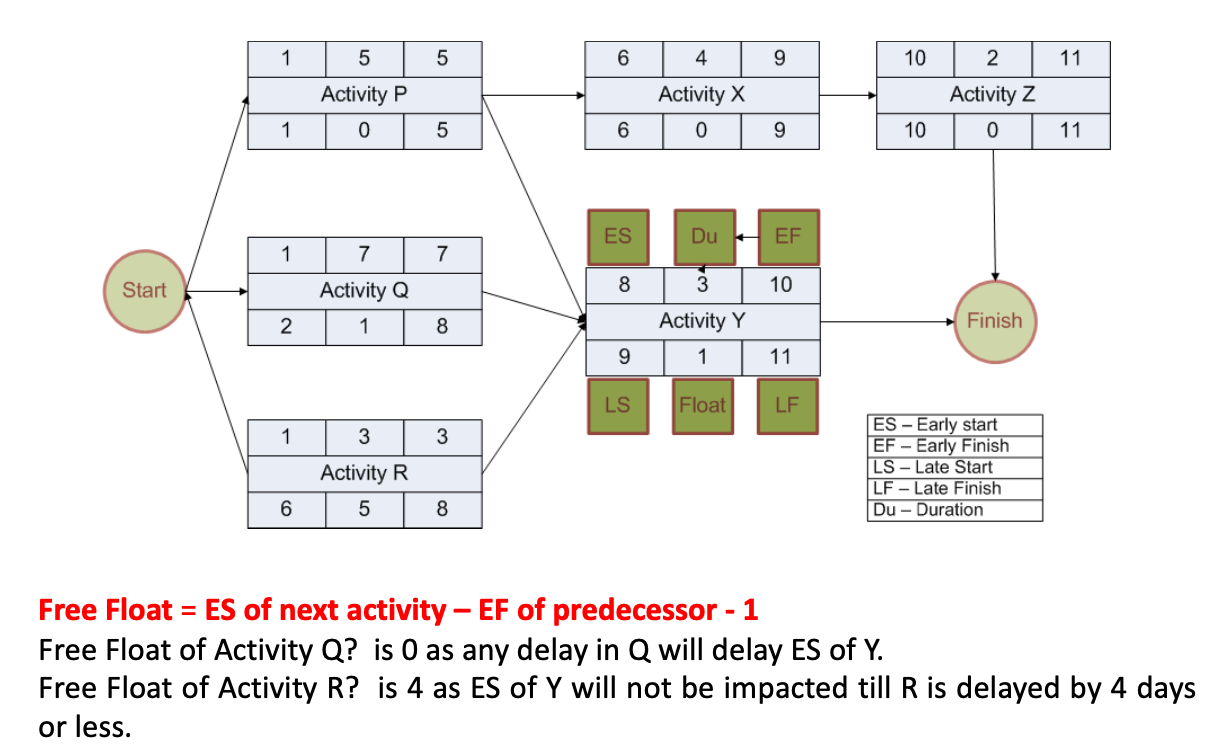 1 5 5
Activity P
1 0 5
6 4 9
Activity X
6 0 9
10 2 11
Activity Z
10 0 11
Start
1 7 7
Activity Q
2 1 8
ES Du EF
8 3 10
Activity Y
9 1 11
LS Float LF
Finish
1 3 3
Activity R
6 5 8
ES – Early start
EF – Early Finish
LS – Late Start
LF – Late Finish
Du – Duration
Free Float = ES of next activity – EF of predecessor - 1
Free Float of Activity Q? is 0 as any delay in Q will delay ES of Y.
Free Float of Activity R? is 4 as ES of Y will not be impacted till R is delayed by 4 days
or less.